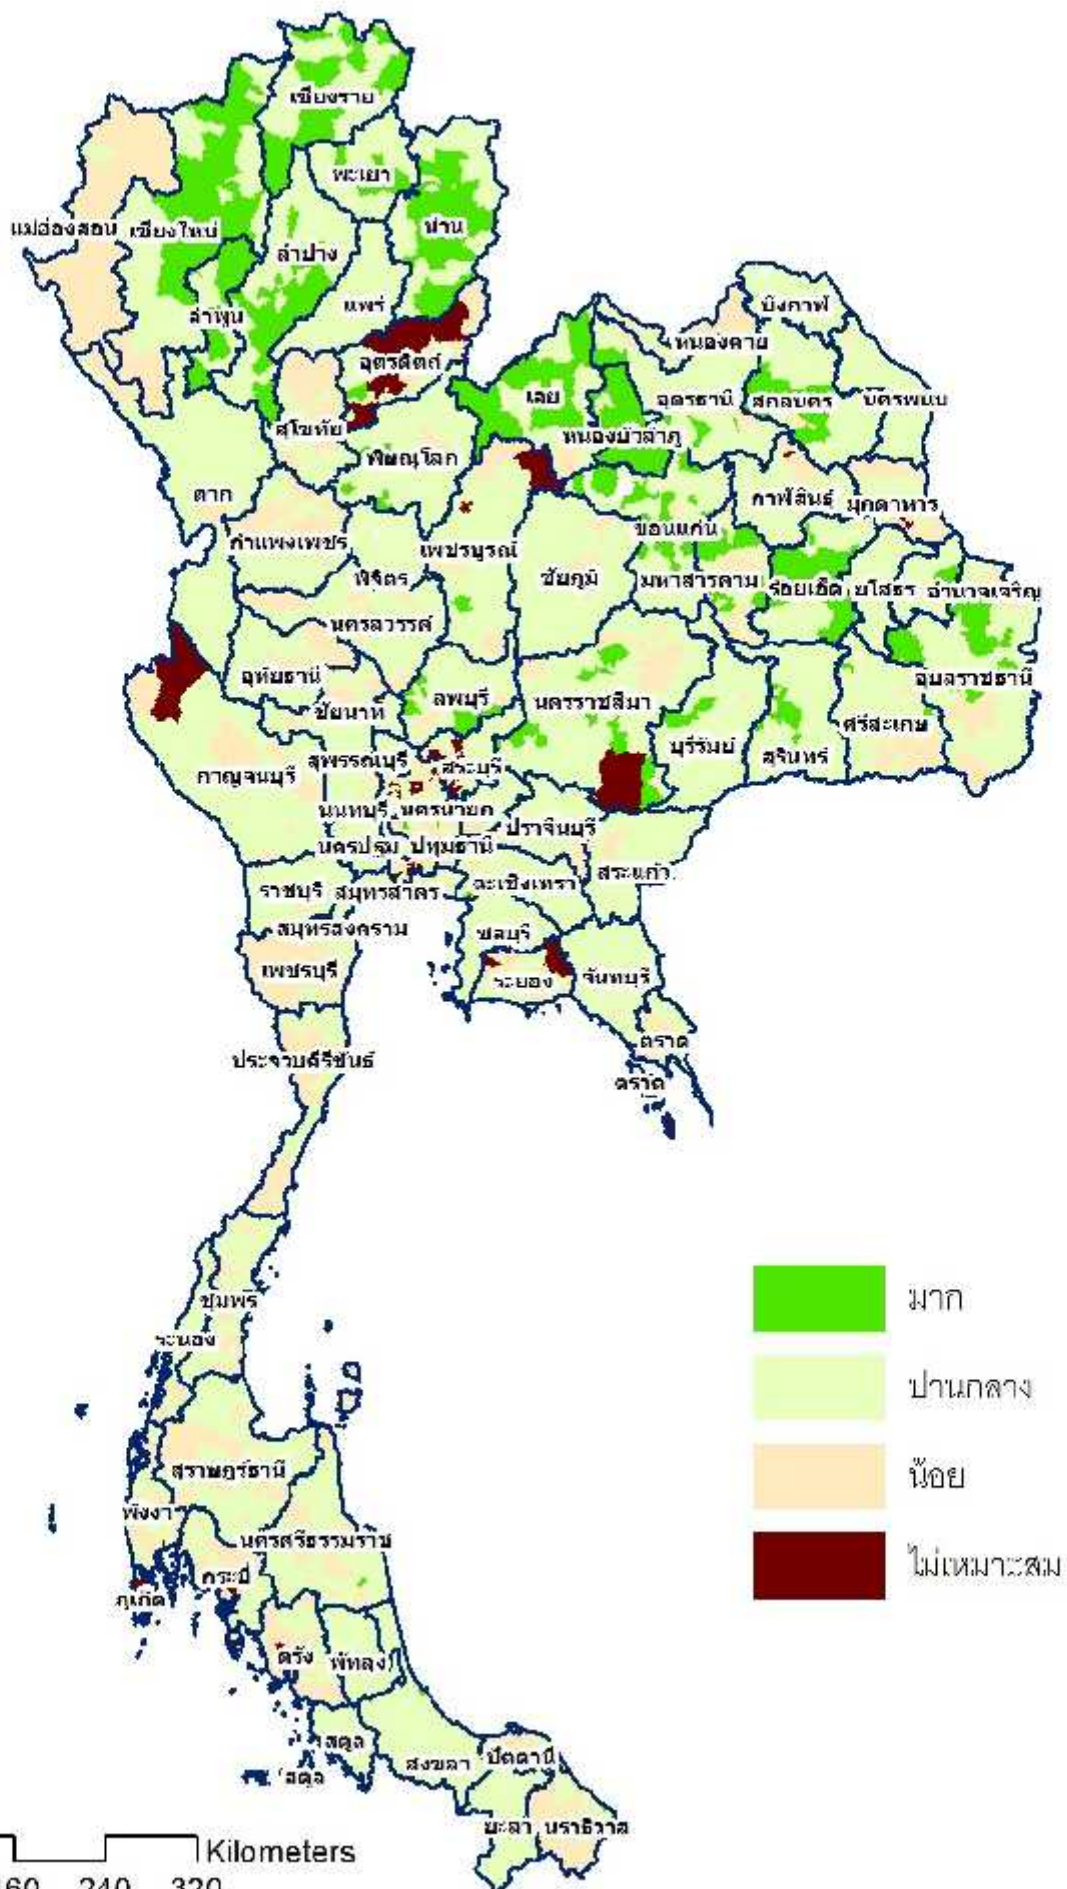 เชียงราย
พะเยา
แม่ฮ่องสอน
เชียงใหม่
น่าน
ลำปาง
ลำพูน
แพร่
บึงกาฬ
หนองคาย
อุตรดิตถ์
เลย
อุดรธานี
สกลนคร
นครพนม
สุโขทัย
หนองบัวลำภู
พิษณุโลก
ตาก
กาฬสินธุ์
มุกดาหาร
ขอนแก่น
กำแพงเพชร
เพชรบูรณ์
พิจิตร
ชัยภูมิ
มหาสารคาม
ร้อยเอ็ด
ยโสธร
อำนาจเจริญ
นครสวรรค์
อุทัยธานี
อุบลราชธานี
ลพบุรี
นครราชสีมา
ชัยนาท
ศรีสะเกษ
บุรีรัมย์
สุรินทร์
สุพรรณบุรี
สระบุรี
กาญจนบุรี
นนทบุรี
นครนายก
ปราจีนบุรี
นครปฐม
ปทุมธานี
สระแก้ว
ฉะเชิงเทรา
ราชบุรี
สมุทรสาคร
สมุทรสงคราม
ชลบุรี
เพชรบุรี
ระยอง
จันทบุรี
ตราด
ประจวบคีรีขันธ์
ตราด
ชุมพร
ระนอง
มาก
ปานกลาง
น้อย
ไม่เหมาะสม
สุราษฎร์ธานี
พังงา
นครศรีธรรมราช
กระบี่
ภูเก็ต
ตรัง
พัทลุง
สตูล
สงขลา
ปัตตานี
สตูล
ยะลา
นราธิวาส
Kilometers
160 240 320